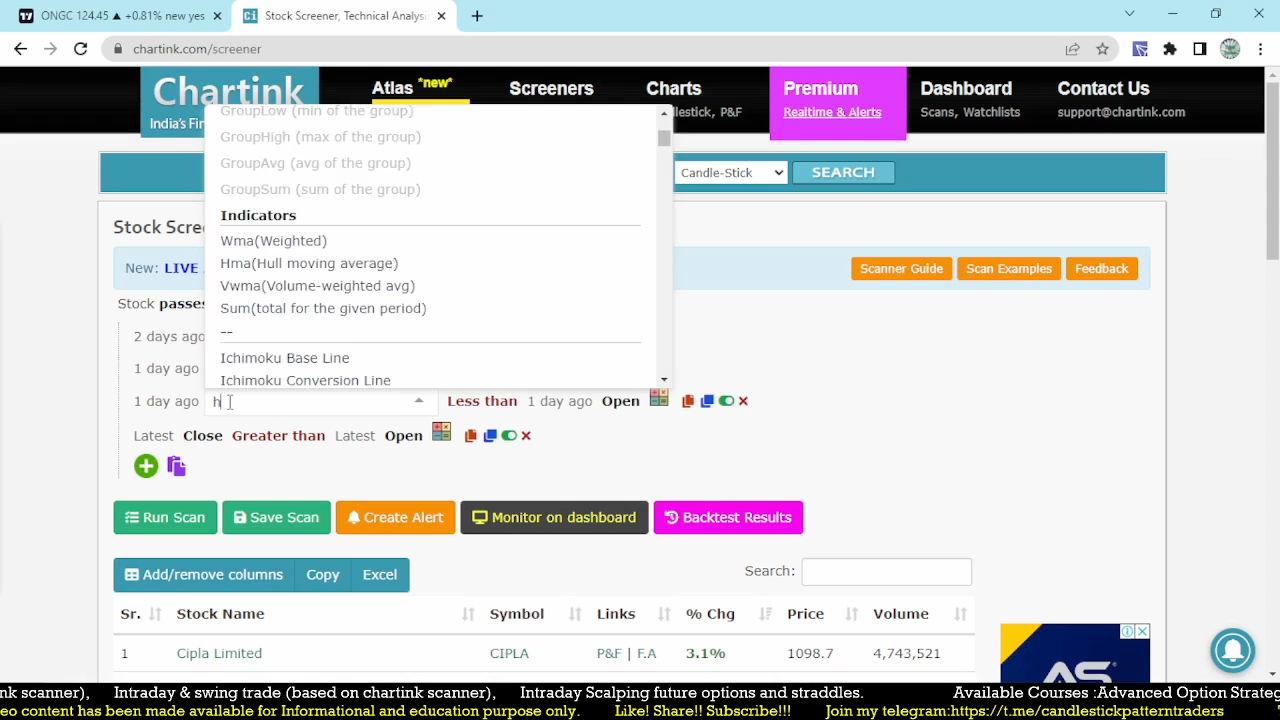 ONGC 124.45 ▲ +0.81% new yes
Stock Screener, Technical Analysis
chartink.com/screener
Chartink
India's Fin
Atlas *new*
Screeners
Charts
lestick, P&F
Premium
Realtime & Alerts
Dashboard
Scans, Watchlists
Contact Us
support@chartink.com
GroupLow (min of the group)
GroupHigh (max of the group)
GroupAvg (avg of the group)
GroupSum (sum of the group)
Indicators
Wma(Weighted)
Hma(Hull moving average)
Vwma(Volume-weighted avg)
Sum(total for the given period)
--
Ichimoku Base Line
Ichimoku Conversion Line
Candle-Stick
SEARCH
Stock Scree
New: LIVE
Scanner Guide
Scan Examples
Feedback
Stock passes
2 days ago
1 day ago
1 day ago h Less than 1 day ago Open
Latest Close Greater than Latest Open
Run Scan
Save Scan
Create Alert
Monitor on dashboard
Backtest Results
Add/remove columns
Copy
Excel
Search:
Sr. Stock Name Symbol Links % Chg Price Volume
1 Cipla Limited CIPLA P&F | F.A 3.1% 1098.7 4,743,521
AS
nk scanner), Intraday & swing trade (based on chartink scanner), Intraday Scalping future options and straddles. Available Courses :Advanced Option Strateg
eo content has been made available for Informational and education purpose only. Like! Share!! Subscribe!!! Join my telegram:https://t.me/candlestickpatterntraders